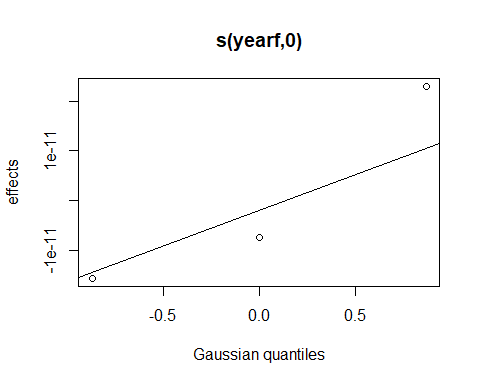 s(yearf,0)
effects
1e-11
-1e-11
-0.5
0.0
0.5
Gaussian quantiles